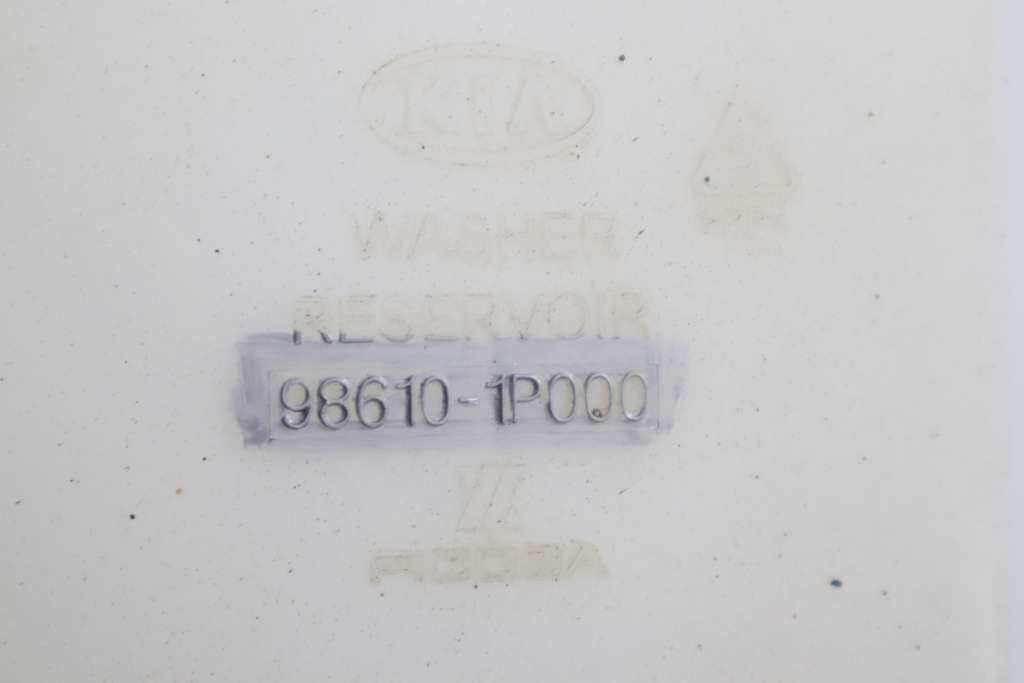 KIA
WASHER
RESERVOIR
98610-1P000